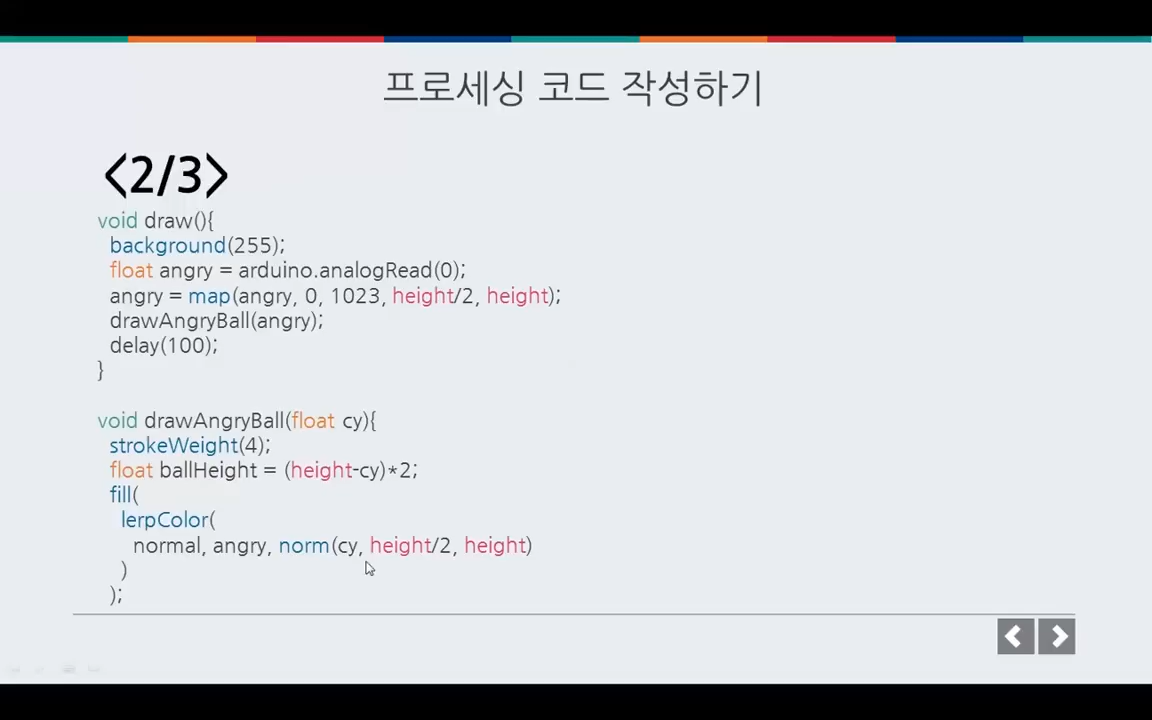 프로세싱 코드 작성하기
<2/3>
void draw(){
background(255);
float angry = arduino.analogRead(0);
angry = map(angry, 0, 1023, height/2, height);
drawAngryBall(angry);
delay(100);
}
void drawAngryBall(float cy){
strokeWeight(4);
float ballHeight = (height-cy)*2;
fill(
lerpColor(
normal, angry, norm(cy, height/2, height)
)
);